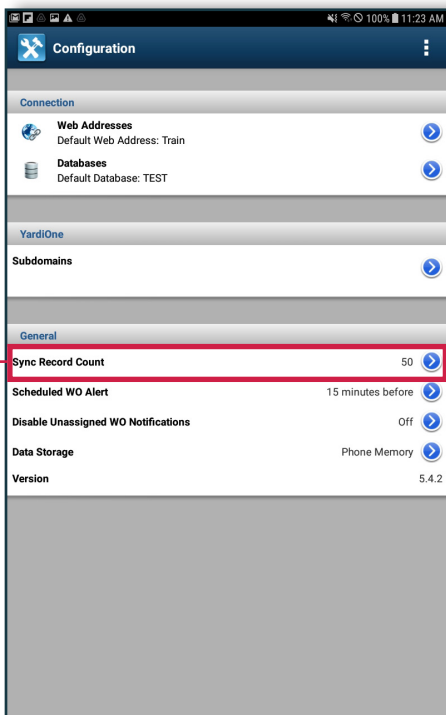 100% 11:23 AM
Configuration
Connection
Web Addresses
Default Web Address: Train
Databases
Default Database: TEST
YardiOne
Subdomains
General
Sync Record Count 50
Scheduled WO Alert 15 minutes before
Disable Unassigned WO Notifications Off
Data Storage Phone Memory
Version 5.4.2